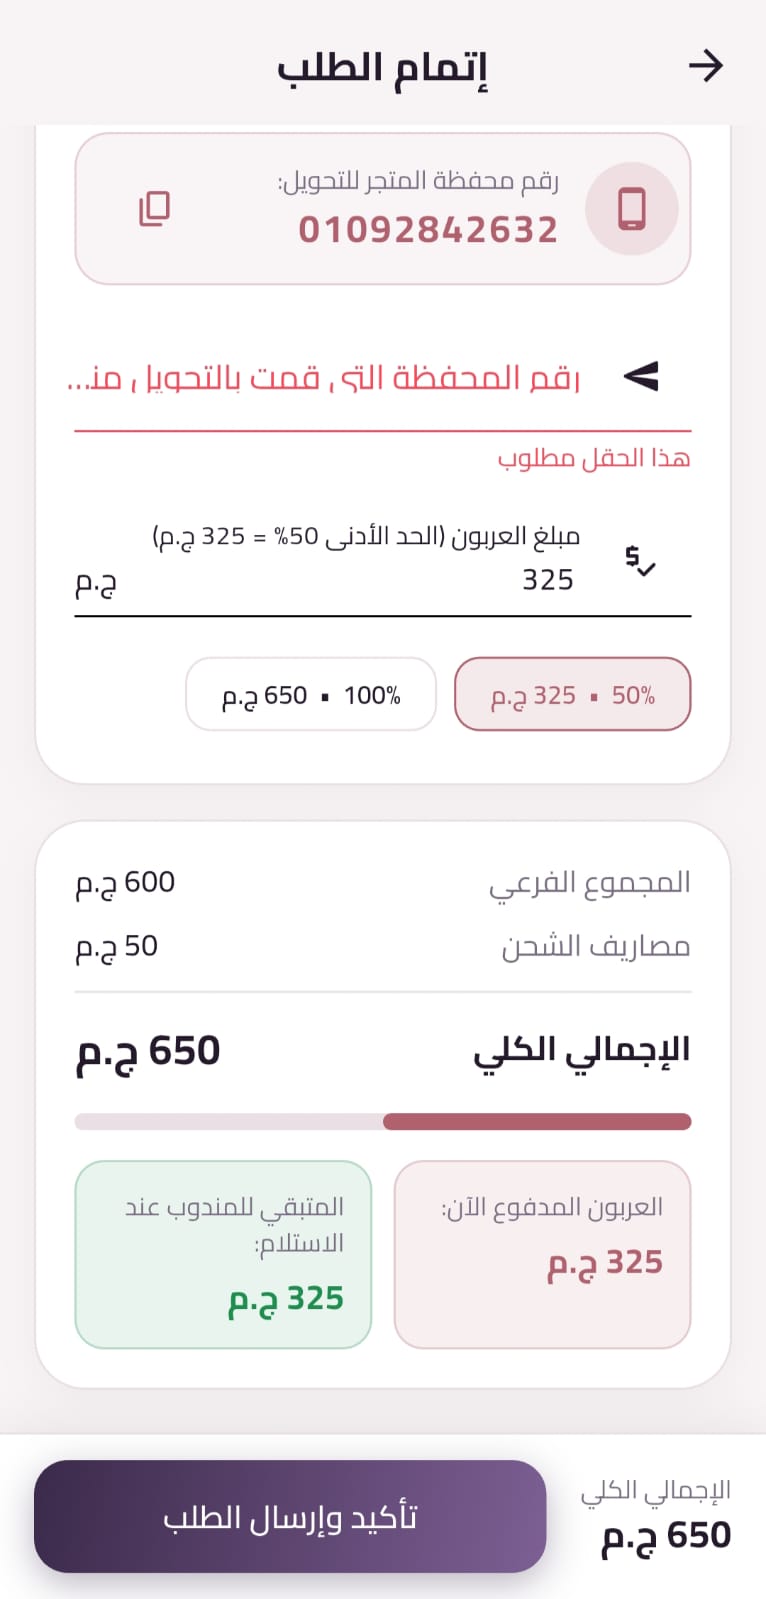 إتمام الطلب
رقم محفظة المتجر للتحويل:
01092842632
رقم المحفظة التي قمت بالتحويل منـ...
هذا الحقل مطلوب
مبلغ العربون (الحد الأدنى 50% = 325 ج.م)
325 ج.م
50% ▪ 325 ج.م
100% ▪ 650 ج.م
المجموع الفرعي 600 ج.م
مصاريف الشحن 50 ج.م
الإجمالي الكلي 650 ج.م
العربون المدفوع الآن:
325 ج.م
المتبقي للمندوب عند
الاستلام:
325 ج.م
الإجمالي الكلي
650 ج.م
تأكيد وإرسال الطلب